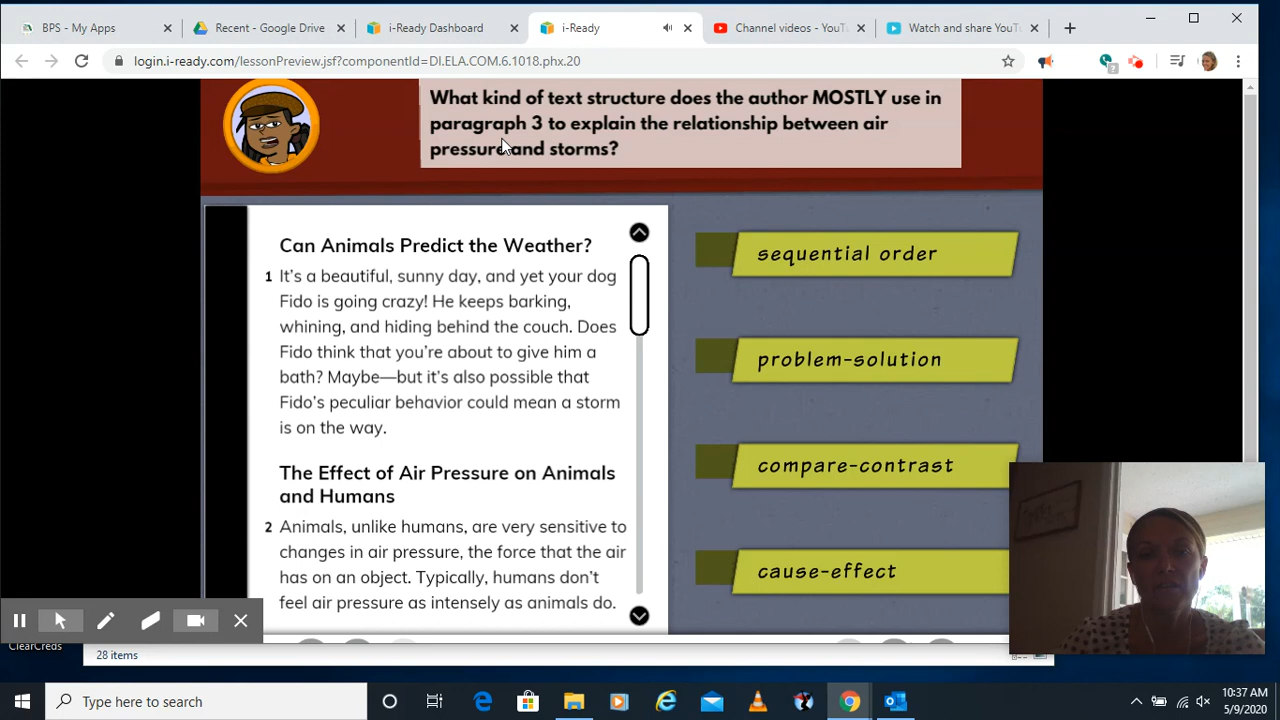 BPS - My Apps
Recent - Google Drive
i-Ready Dashboard
i-Ready
Channel videos - YouTu
Watch and share YouTu
login.i-ready.com/lessonPreview.jsf?componentId=DI.ELA.COM.6.1018.phx.20
What kind of text structure does the author MOSTLY use in
paragraph 3 to explain the relationship between air
pressure and storms?
Can Animals Predict the Weather?
1 It's a beautiful, sunny day, and yet your dog
Fido is going crazy! He keeps barking,
whining, and hiding behind the couch. Does
Fido think that you're about to give him a
bath? Maybe—but it's also possible that
Fido's peculiar behavior could mean a storm
is on the way.
The Effect of Air Pressure on Animals
and Humans
2 Animals, unlike humans, are very sensitive to
changes in air pressure, the force that the air
has on an object. Typically, humans don't
feel air pressure as intensely as animals do.
sequential order
problem-solution
compare-contrast
cause-effect
ClearCreds
28 items
Type here to search
10:37 AM
5/9/2020